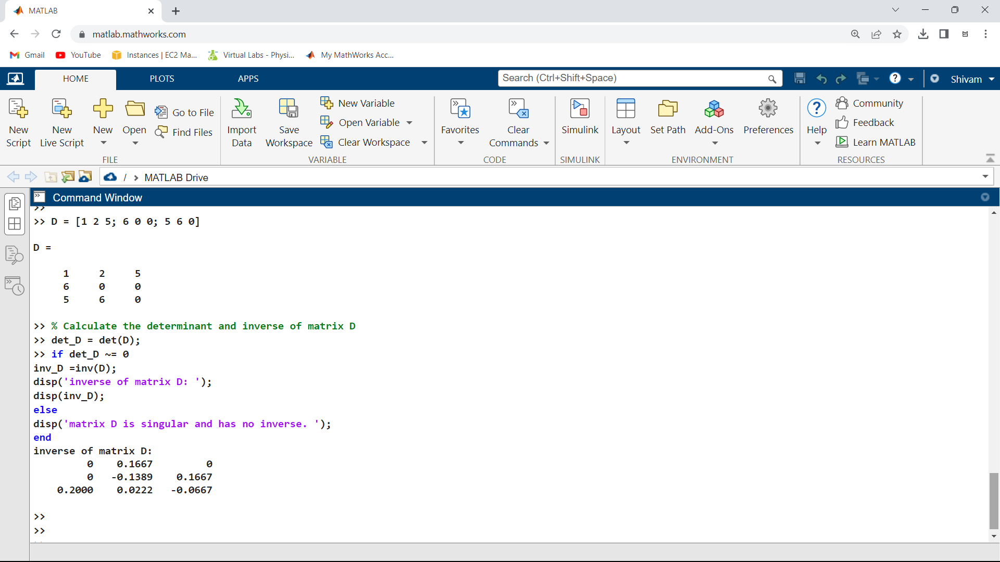 MATLAB
matlab.mathworks.com
Gmail YouTube Instances | EC2 Ma... Virtual Labs - Physi... My MathWorks Acc...
HOME PLOTS APPS Search (Ctrl+Shift+Space) ? Shivam
New Script
New Live Script
New
Open
Go to File
Find Files
FILE
Import Data
Save Workspace
New Variable
Open Variable
Clear Workspace
VARIABLE
Favorites
Clear Commands
CODE
Simulink
SIMULINK
Layout
Set Path
Add-Ons
Preferences
ENVIRONMENT
? Help
Community
Feedback
Learn MATLAB
RESOURCES
/ > MATLAB Drive
Command Window
>>
>> D = [1 2 5; 6 0 0; 5 6 0]
D =
1 2 5
6 0 0
5 6 0
>> % Calculate the determinant and inverse of matrix D
>> det_D = det(D);
>> if det_D ~= 0
inv_D =inv(D);
disp('inverse of matrix D: ');
disp(inv_D);
else
disp('matrix D is singular and has no inverse. ');
end
inverse of matrix D:
0 0.1667 0
0 -0.1389 0.1667
0.2000 0.0222 -0.0667
>>
>>